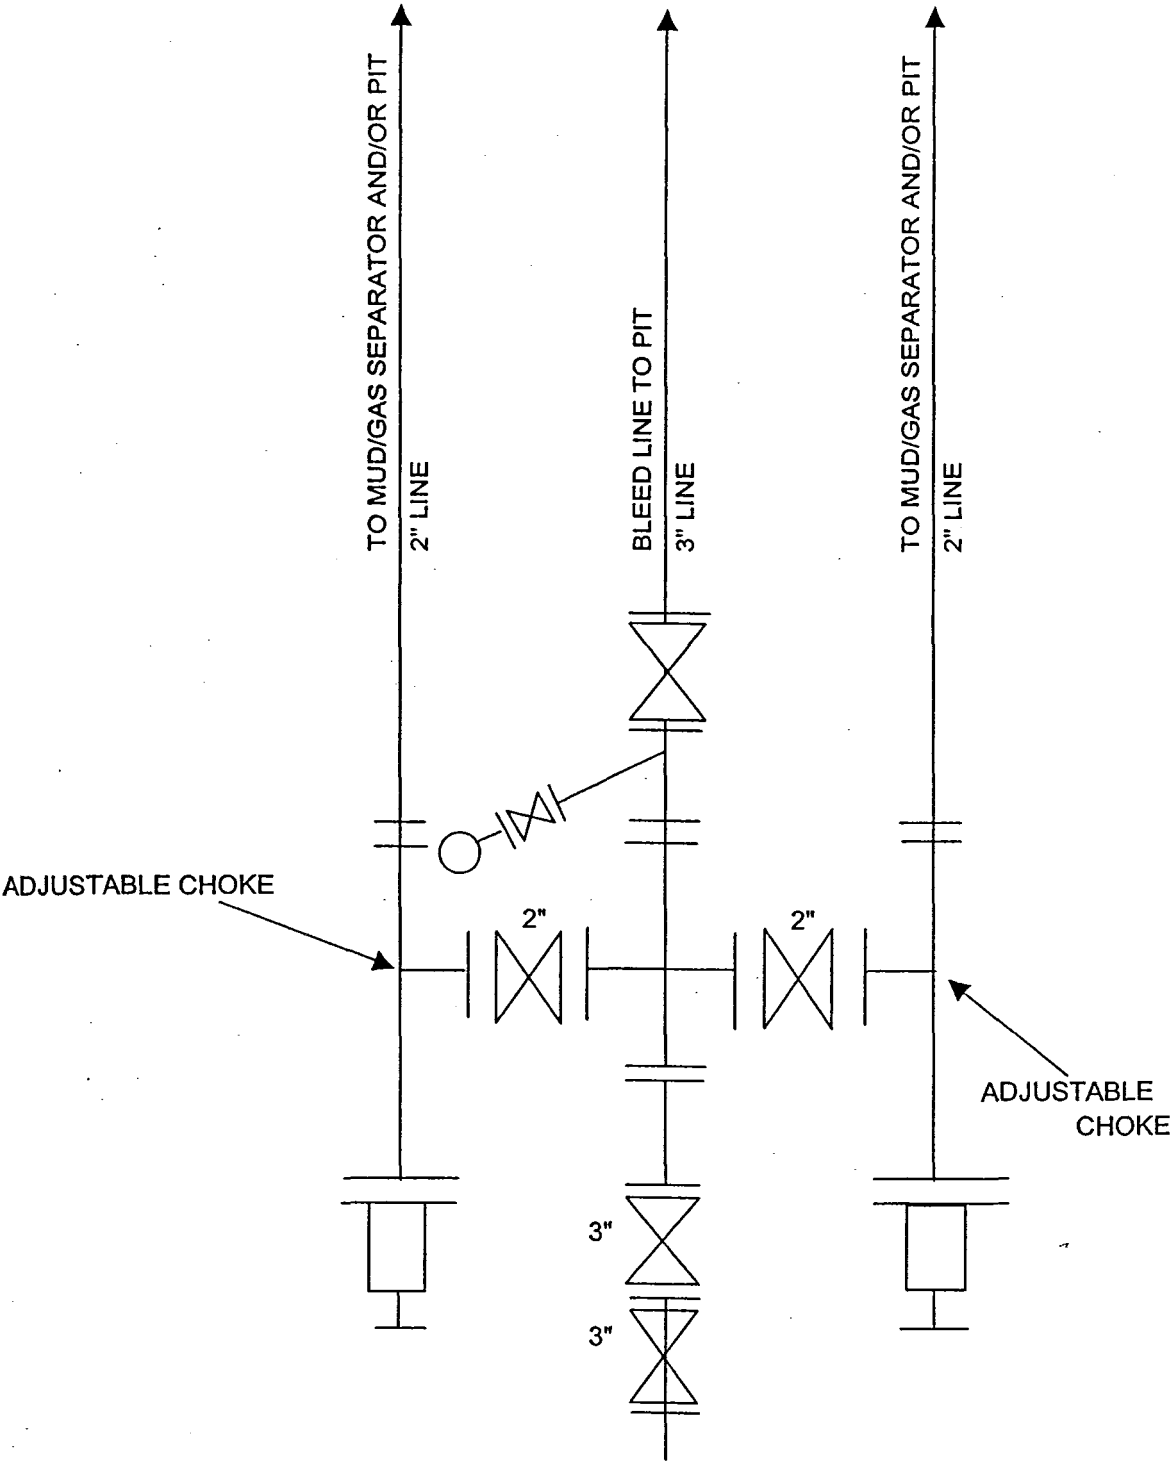 TO MUD/GAS SEPARATOR AND/OR PIT
2" LINE
BLEED LINE TO PIT
3" LINE
TO MUD/GAS SEPARATOR AND/OR PIT
2" LINE
ADJUSTABLE CHOKE
2"
2"
ADJUSTABLE
CHOKE
3"
3"